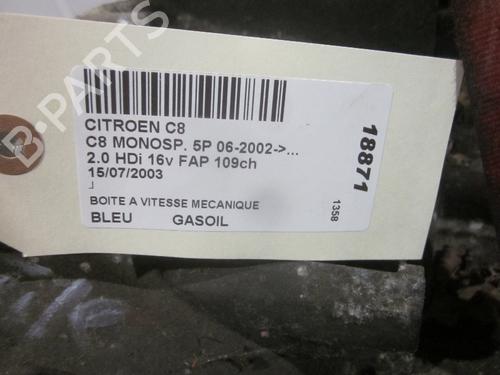 CITROEN C8
C8 MONOSP. 5P 06-2002->...
2.0 HDi 16v FAP 109ch
15/07/2003
BOITE A VITESSE MECANIQUE
BLEU GASOIL
18871
1358
B-PARTS